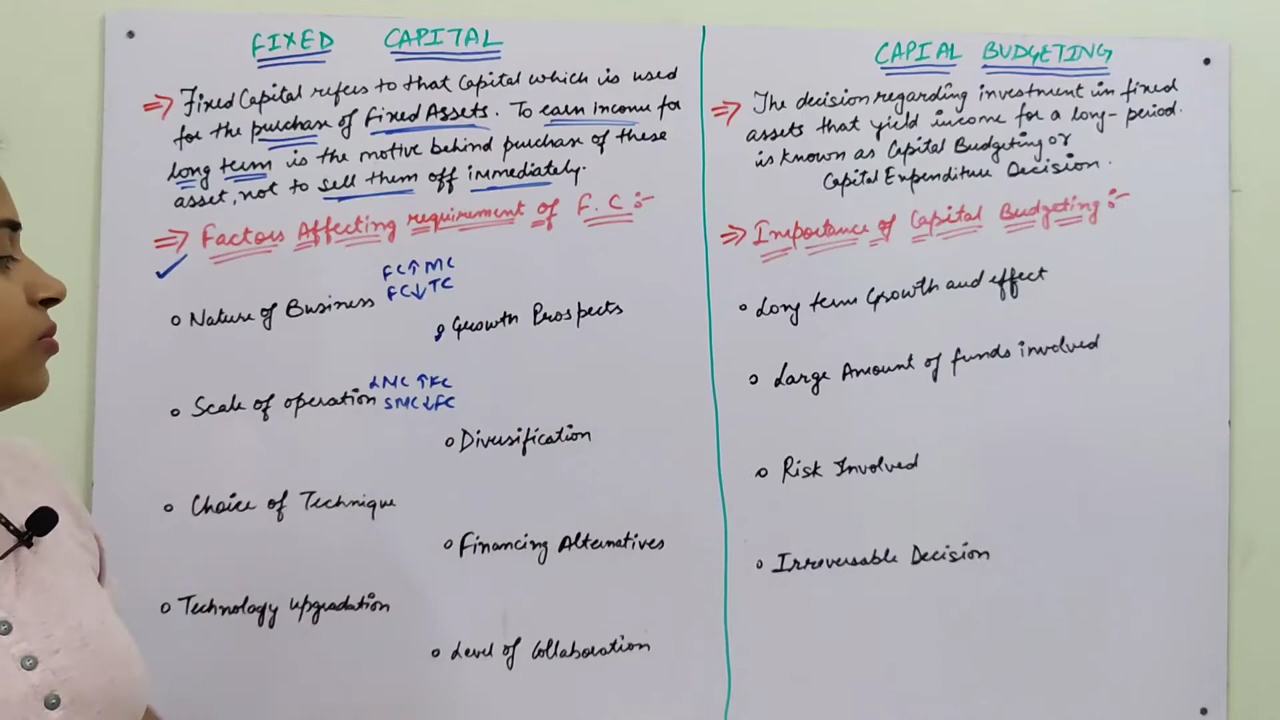 FIXED CAPITAL
⇒ Fixed Capital refers to that Capital which is used
for the purchase of Fixed Assets. To earn Income for
long term is the motive behind purchase of these
asset, not to sell them off immediately.
⇒ Factors Affecting requirement of F.C :-
FC↑MC
FC↓TC
Nature of Business
Growth Prospects
LMC ↑FC
SMC↓FC
Scale of operation
Diversification
Choice of Technique
Financing Alternatives
Technology Upgradation
Level of Collaboration
CAPIAL BUDGETING
⇒ The decision regarding investment in fixed
assets that yield income for a long-period.
is known as Capital Budgeting or
Capital Expenditure Decision.
⇒ Importance of Capital Budgeting :-
Long term Growth and effect
Large Amount of funds involved
Risk Involved
Irreversable Decision